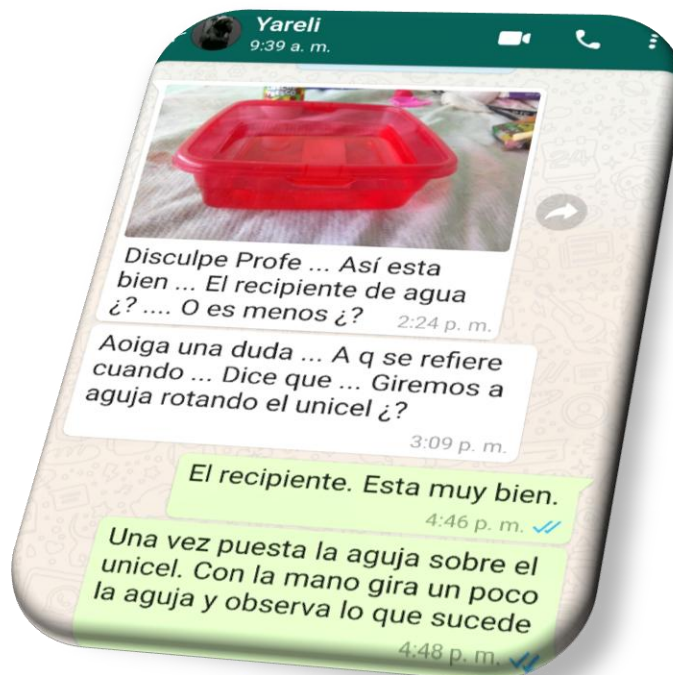 Yareli
9:39 a. m.
Disculpe Profe ... Así esta
bien ... El recipiente de agua
¿? .... O es menos ¿?
2:24 p. m.
Aoiga una duda ... A q se refiere
cuando ... Dice que ... Giremos a
aguja rotando el unicel ¿?
3:09 p. m.
El recipiente. Esta muy bien.
4:46 p. m.
Una vez puesta la aguja sobre el
unicel. Con la mano gira un poco
la aguja y observa lo que sucede
4:48 p. m.